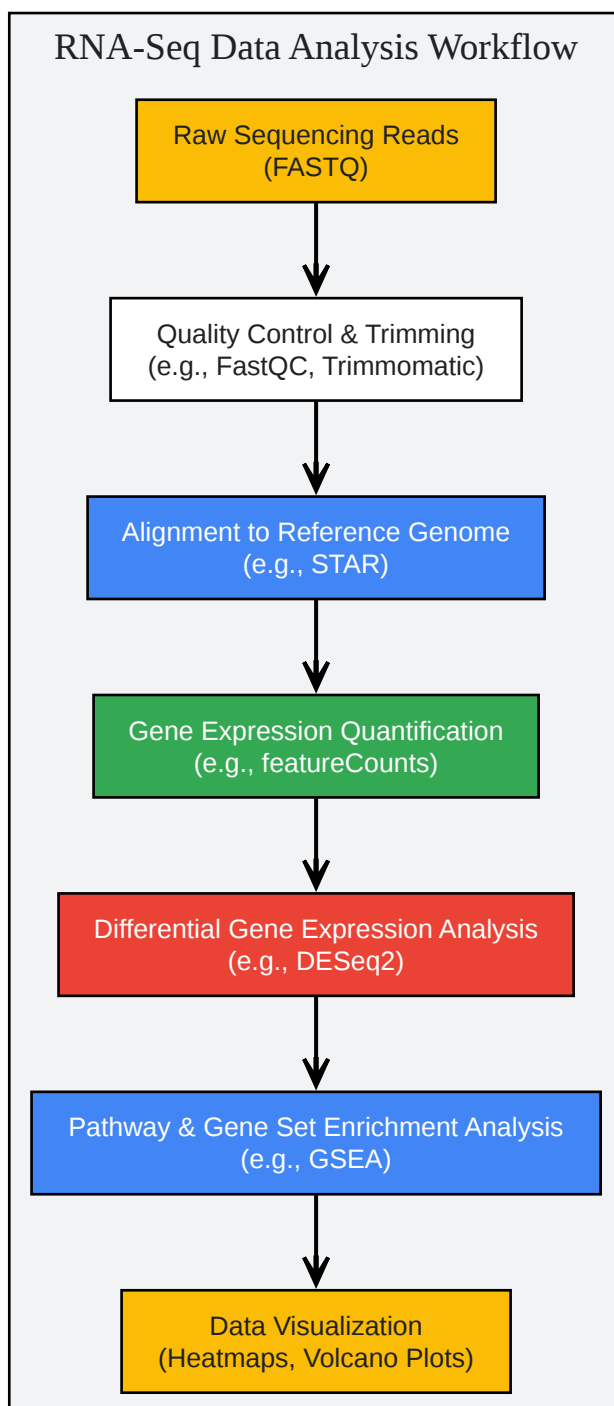 RNA-Seq Data Analysis Workflow
Raw Sequencing Reads
(FASTQ)
Quality Control & Trimming
(e.g., FastQC, Trimmomatic)
Alignment to Reference Genome
(e.g., STAR)
Gene Expression Quantification
(e.g., featureCounts)
Differential Gene Expression Analysis
(e.g., DESeq2)
Pathway & Gene Set Enrichment Analysis
(e.g., GSEA)
Data Visualization
(Heatmaps, Volcano Plots)